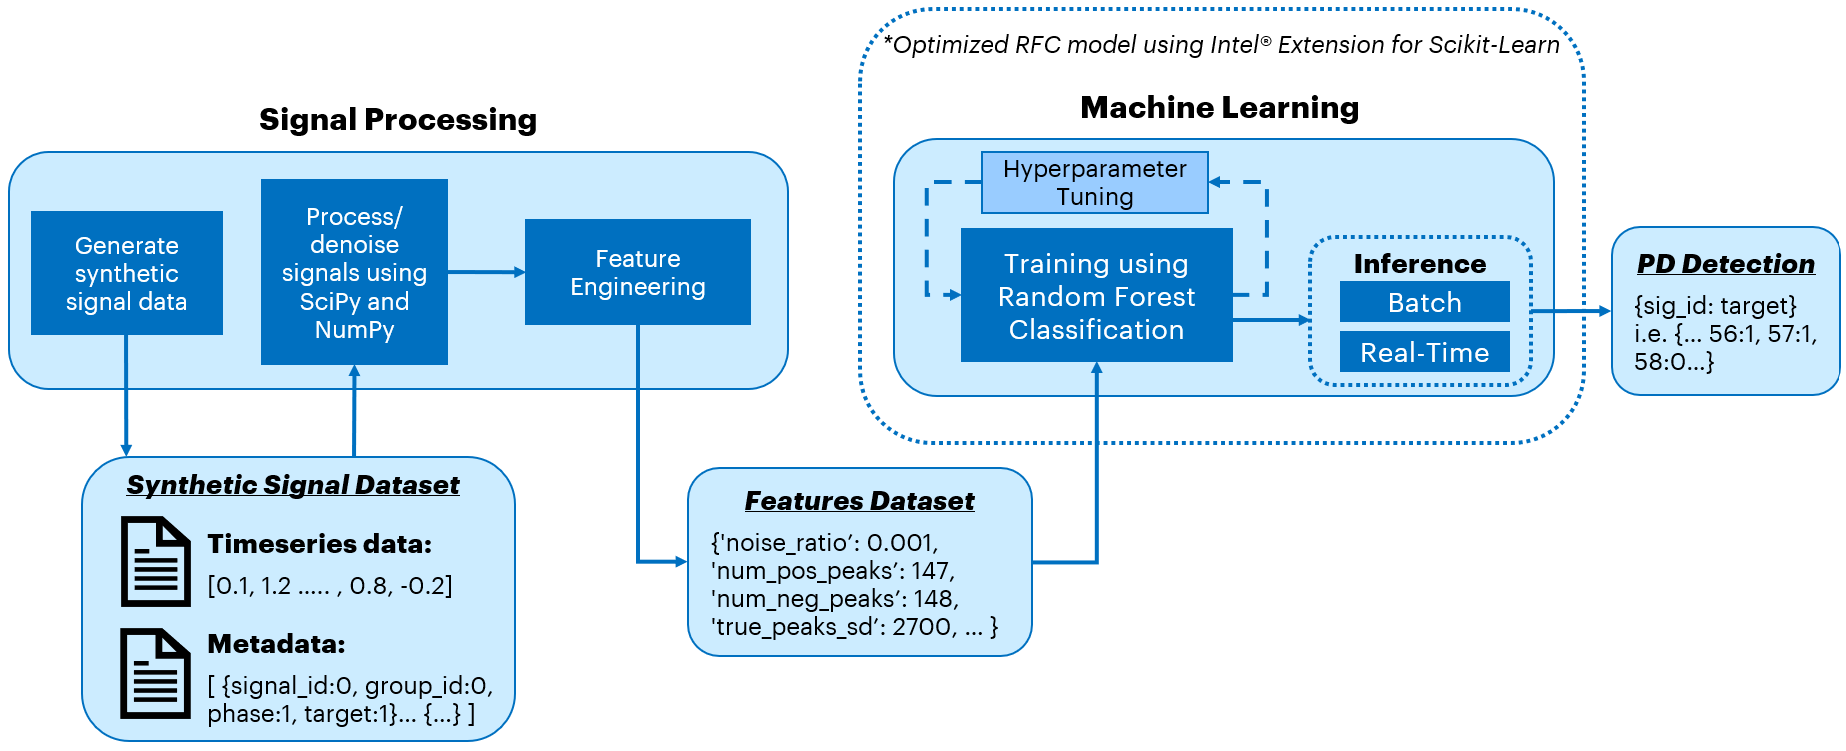 *Optimized RFC model using Intel® Extension for Scikit-Learn
Signal Processing
Generate
synthetic
signal data
Process/
denoise
signals using
SciPy and
NumPy
Feature
Engineering
Synthetic Signal Dataset
Timeseries data:
[0.1, 1.2 ..... , 0.8, -0.2]
Metadata:
[ {signal_id:0, group_id:0,
phase:1, target:1}... {...} ]
Features Dataset
{'noise_ratio’: 0.001,
'num_pos_peaks’: 147,
'num_neg_peaks’: 148,
'true_peaks_sd’: 2700, ... }
Machine Learning
Hyperparameter
Tuning
Training using
Random Forest
Classification
Inference
Batch
Real-Time
PD Detection
{sig_id: target}
i.e. {... 56:1, 57:1,
58:0...}